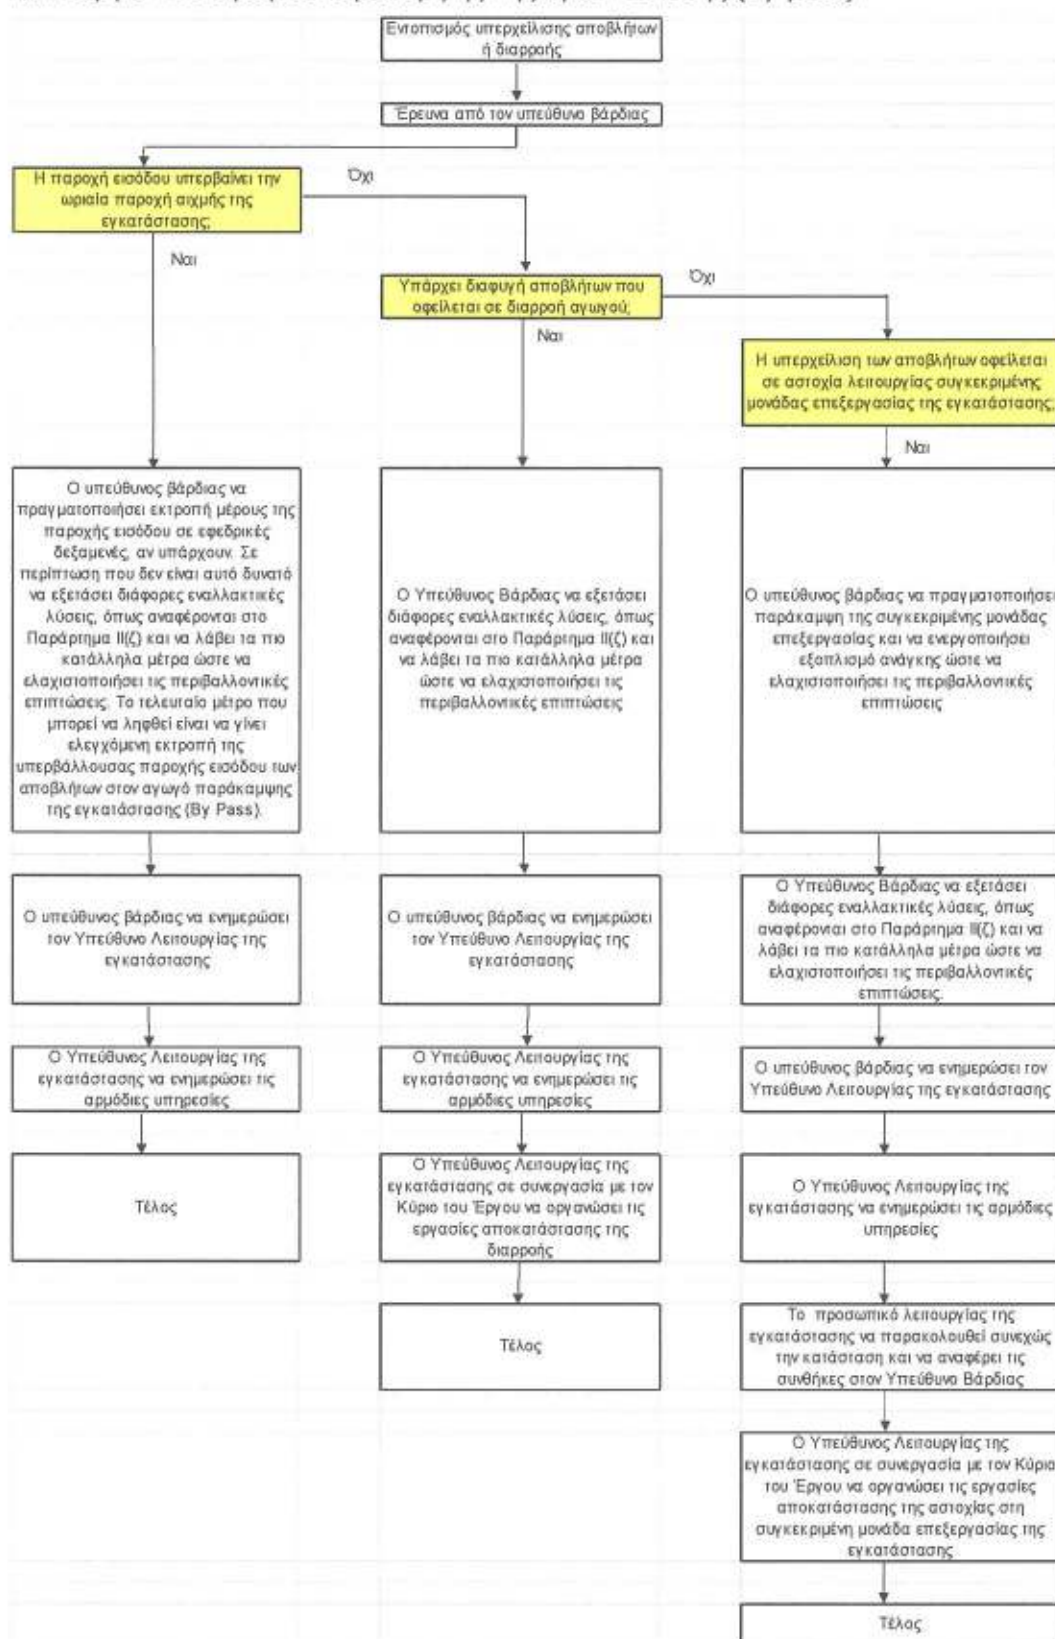 Εντοπισμός υπερχείλισης αποβλήτων
ή διαρροής
Έρευνα από τον υπεύθυνο βάρδιας
Η παροχή εισόδου υπερβαίνει την
ωριαία παροχή αιχμής της
εγκατάστασης;
Όχι
Ναι
Υπάρχει διαφυγή αποβλήτων που
οφείλεται σε διαρροή αγωγού;
Όχι
Ναι
Η υπερχείλιση των αποβλήτων οφείλεται
σε αστοχία λειτουργίας συγκεκριμένης
μονάδας επεξεργασίας της εγκατάστασης;
Ναι
Ο υπεύθυνος βάρδιας να
πραγματοποιήσει εκτροπή μέρους της
παροχής εισόδου σε εφεδρικές
δεξαμενές, αν υπάρχουν. Σε
περίπτωση που δεν είναι αυτό δυνατό
να εξετάσει διάφορες εναλλακτικές
λύσεις, όπως αναφέρονται στο
Παράρτημα ΙΙ(ζ) και να λάβει τα πιο
κατάλληλα μέτρα ώστε να
ελαχιστοποιήσει τις περιβαλλοντικές
επιπτώσεις. Το τελευταίο μέτρο που
μπορεί να ληφθεί είναι να γίνει
ελεγχόμενη εκτροπή της
υπερβάλλουσας παροχής εισόδου των
αποβλήτων στον αγωγό παράκαμψης
της εγκατάστασης (By Pass).
Ο Υπεύθυνος Βάρδιας να εξετάσει
διάφορες εναλλακτικές λύσεις, όπως
αναφέρονται στο Παράρτημα ΙΙ(ζ) και
να λάβει τα πιο κατάλληλα μέτρα
ώστε να ελαχιστοποιήσει τις
περιβαλλοντικές επιπτώσεις
Ο υπεύθυνος βάρδιας να πραγματοποιήσει
παράκαμψη της συγκεκριμένης μονάδας
επεξεργασίας και να ενεργοποιήσει
εξοπλισμό ανάγκης ώστε να
ελαχιστοποιήσει τις περιβαλλοντικές
επιπτώσεις
Ο υπεύθυνος βάρδιας να ενημερώσει
τον Υπεύθυνο Λειτουργίας της
εγκατάστασης
Ο υπεύθυνος βάρδιας να ενημερώσει
τον Υπεύθυνο Λειτουργίας της
εγκατάστασης
Ο Υπεύθυνος Βάρδιας να εξετάσει
διάφορες εναλλακτικές λύσεις, όπως
αναφέρονται στο Παράρτημα ΙΙ(ζ) και να
λάβει τα πιο κατάλληλα μέτρα ώστε να
ελαχιστοποιήσει τις περιβαλλοντικές
επιπτώσεις.
Ο Υπεύθυνος Λειτουργίας της
εγκατάστασης να ενημερώσει τις
αρμόδιες υπηρεσίες
Ο Υπεύθυνος Λειτουργίας της
εγκατάστασης να ενημερώσει τις
αρμόδιες υπηρεσίες
Ο υπεύθυνος βάρδιας να ενημερώσει τον
Υπεύθυνο Λειτουργίας της εγκατάστασης
Τέλος
Ο Υπεύθυνος Λειτουργίας της
εγκατάστασης σε συνεργασία με τον
Κύριο του Έργου να οργανώσει τις
εργασίες αποκατάστασης της
διαρροής
Ο Υπεύθυνος Λειτουργίας της
εγκατάστασης να ενημερώσει τις αρμόδιες
υπηρεσίες
Τέλος
Το προσωπικό λειτουργίας της
εγκατάστασης να παρακολουθεί συνεχώς
την κατάσταση και να αναφέρει τις
συνθήκες στον Υπεύθυνο Βάρδιας
Ο Υπεύθυνος Λειτουργίας της
εγκατάστασης σε συνεργασία με τον Κύριο
του Έργου να οργανώσει τις εργασίες
αποκατάστασης της αστοχίας στη
συγκεκριμένη μονάδα επεξεργασίας της
εγκατάστασης
Τέλος